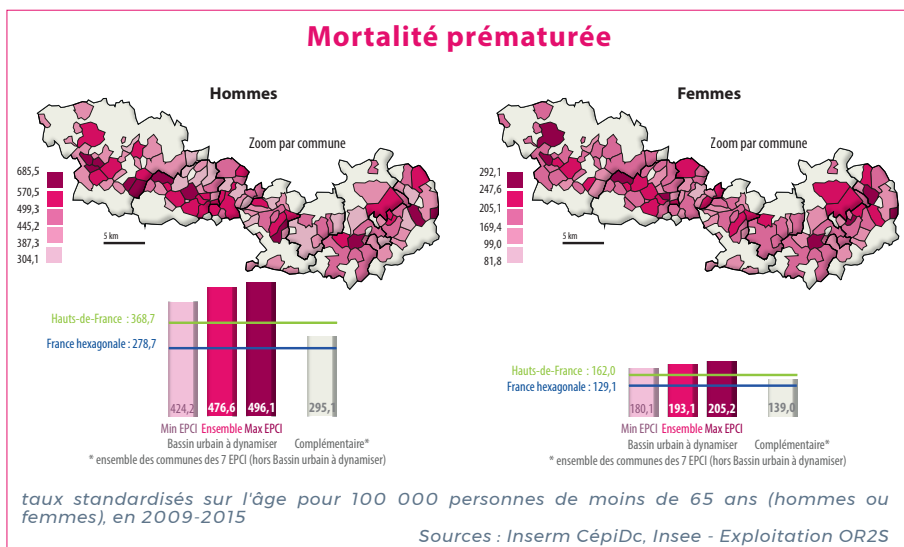 Mortalité prématurée
Hommes
Zoom par commune
685,5
570,5
499,3
445,2
387,3
304,1
5 km
Hauts-de-France : 368,7
France hexagonale : 278,7
424,2
476,6
496,1
295,1
Min EPCI Ensemble Max EPCI
Bassin urbain à dynamiser
Complémentaire*
* ensemble des communes des 7 EPCI (hors Bassin urbain à dynamiser)
Femmes
Zoom par commune
292,1
247,6
205,1
169,4
99,0
81,8
5 km
Hauts-de-France : 162,0
France hexagonale : 129,1
180,1
193,1
205,2
139,0
Min EPCI Ensemble Max EPCI
Bassin urbain à dynamiser
Complémentaire*
* ensemble des communes des 7 EPCI (hors Bassin urbain à dynamiser)
taux standardisés sur l'âge pour 100 000 personnes de moins de 65 ans (hommes ou
femmes), en 2009-2015
Sources : Inserm CépiDc, Insee - Exploitation OR2S